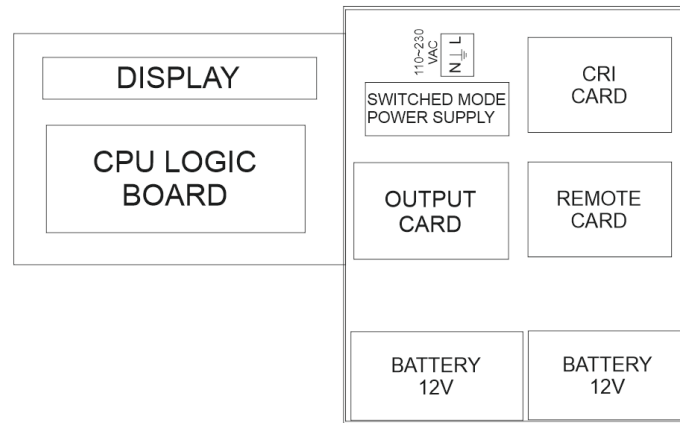 DISPLAY
CPU LOGIC
BOARD
110~230
VAC
N ⏚ L
SWITCHED MODE
POWER SUPPLY
CRI
CARD
OUTPUT
CARD
REMOTE
CARD
BATTERY
12V
BATTERY
12V